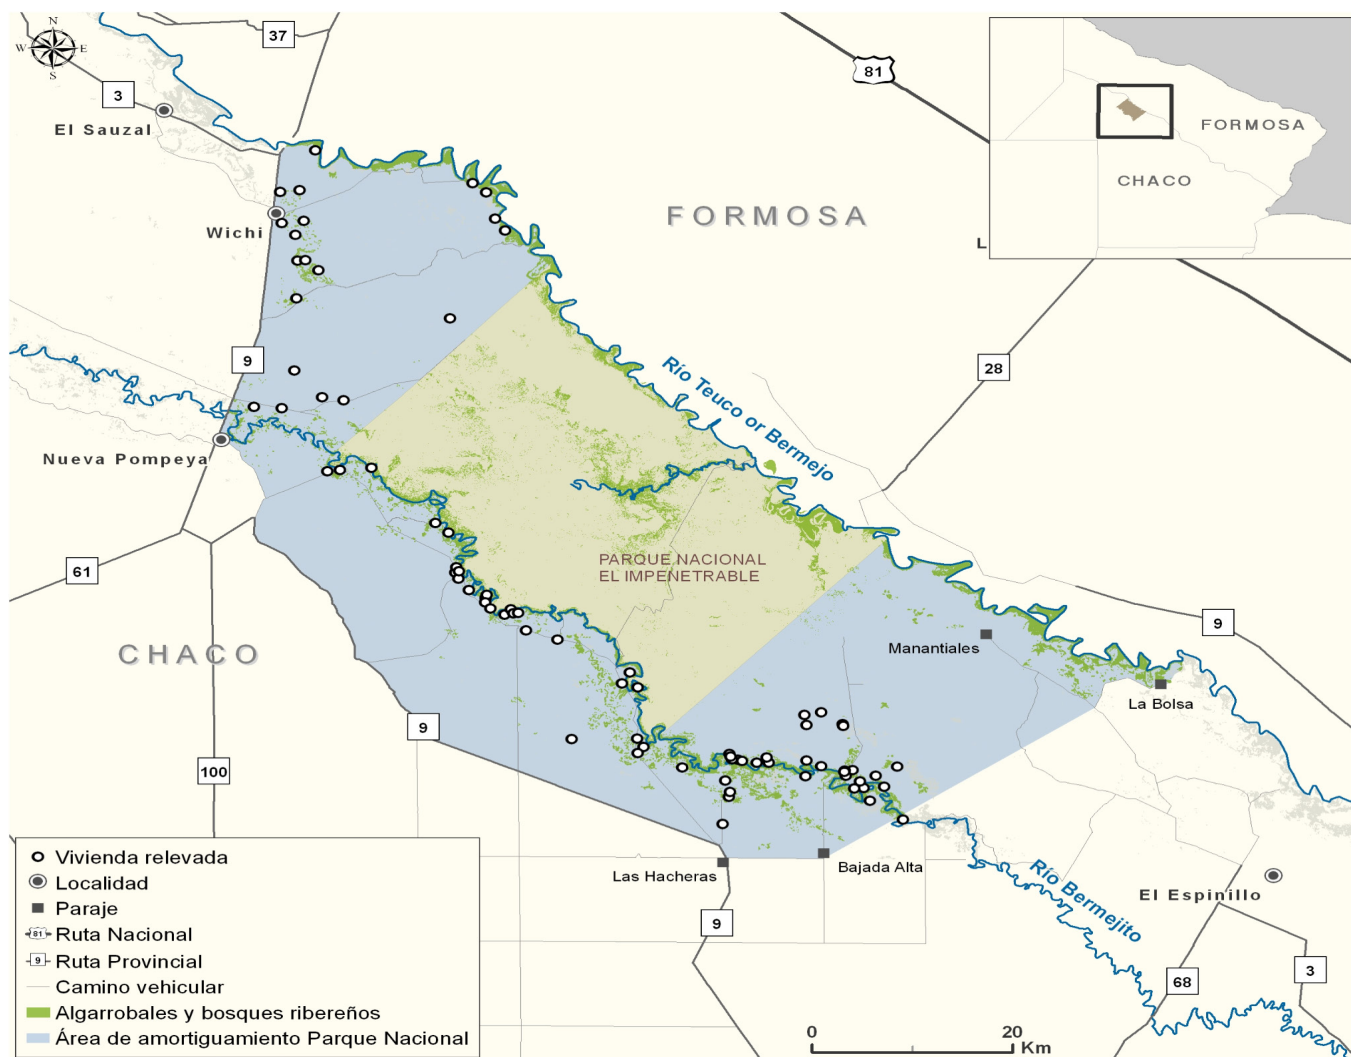 N
W
E
S
37
81
3
El Sauzal
FORMOSA
CHACO
FORMOSA
Wichi
L
9
28
Río Teuco or Bermejo
Nueva Pompeya
PARQUE NACIONAL
EL IMPENETRABLE
61
9
Manantiales
CHACO
La Bolsa
9
100
Las Hacheras
Bajada Alta
El Espinillo
Río Bermejito
9
3
68
Vivienda relevada
Localidad
Paraje
81 Ruta Nacional
9 Ruta Provincial
Camino vehicular
Algarrobales y bosques ribereños
Área de amortiguamiento Parque Nacional
0 20
Km